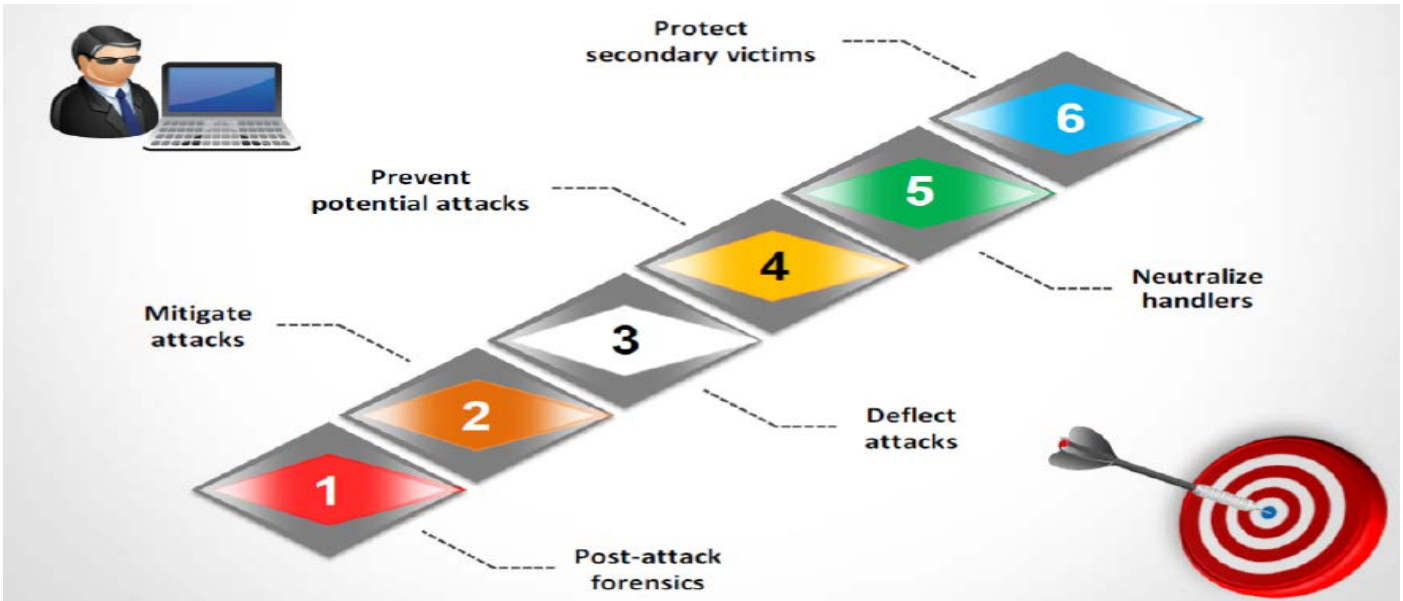 Protect
secondary victims
6
Prevent
potential attacks
5
Neutralize
handlers
4
Mitigate
attacks
3
Deflect
attacks
2
1
Post-attack
forensics